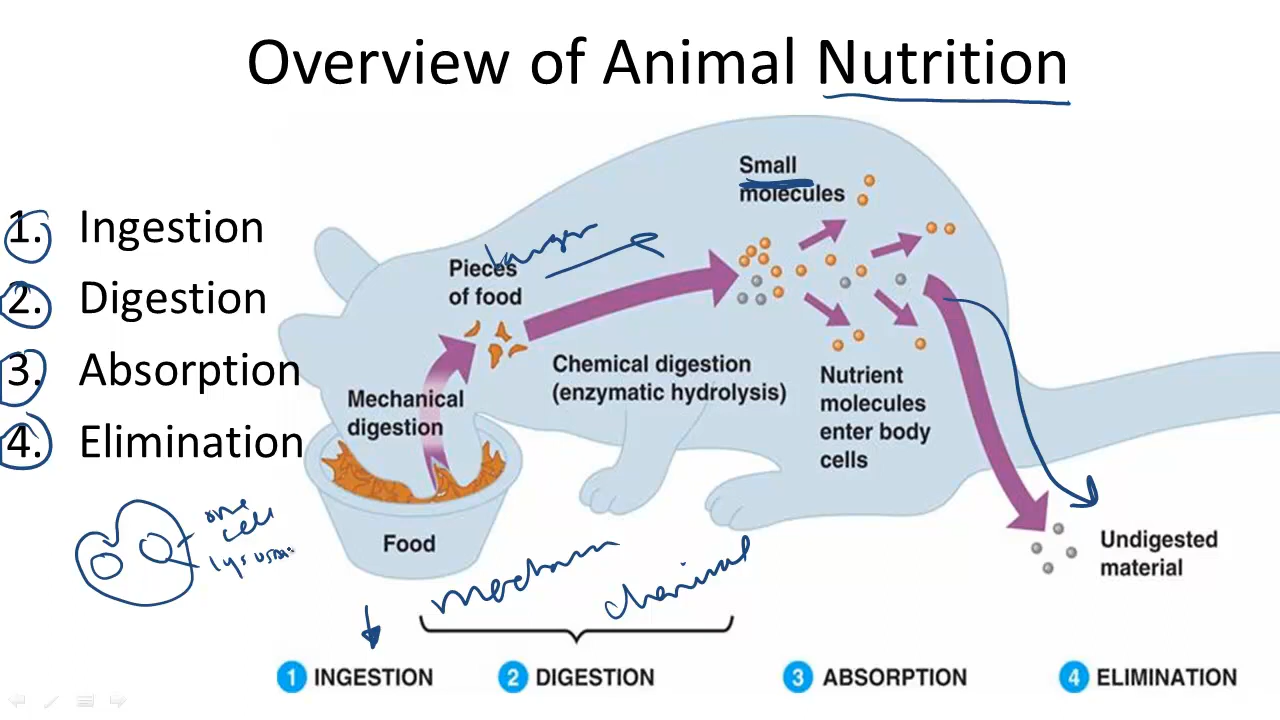 Overview of Animal Nutrition
1. Ingestion
2. Digestion
3. Absorption
4. Elimination
Small
molecules
larger
Pieces
of food
Chemical digestion
(enzymatic hydrolysis)
Mechanical
digestion
Nutrient
molecules
enter body
cells
Food
Undigested
material
one
cell
mechan
chemical
1 INGESTION
2 DIGESTION
3 ABSORPTION
4 ELIMINATION